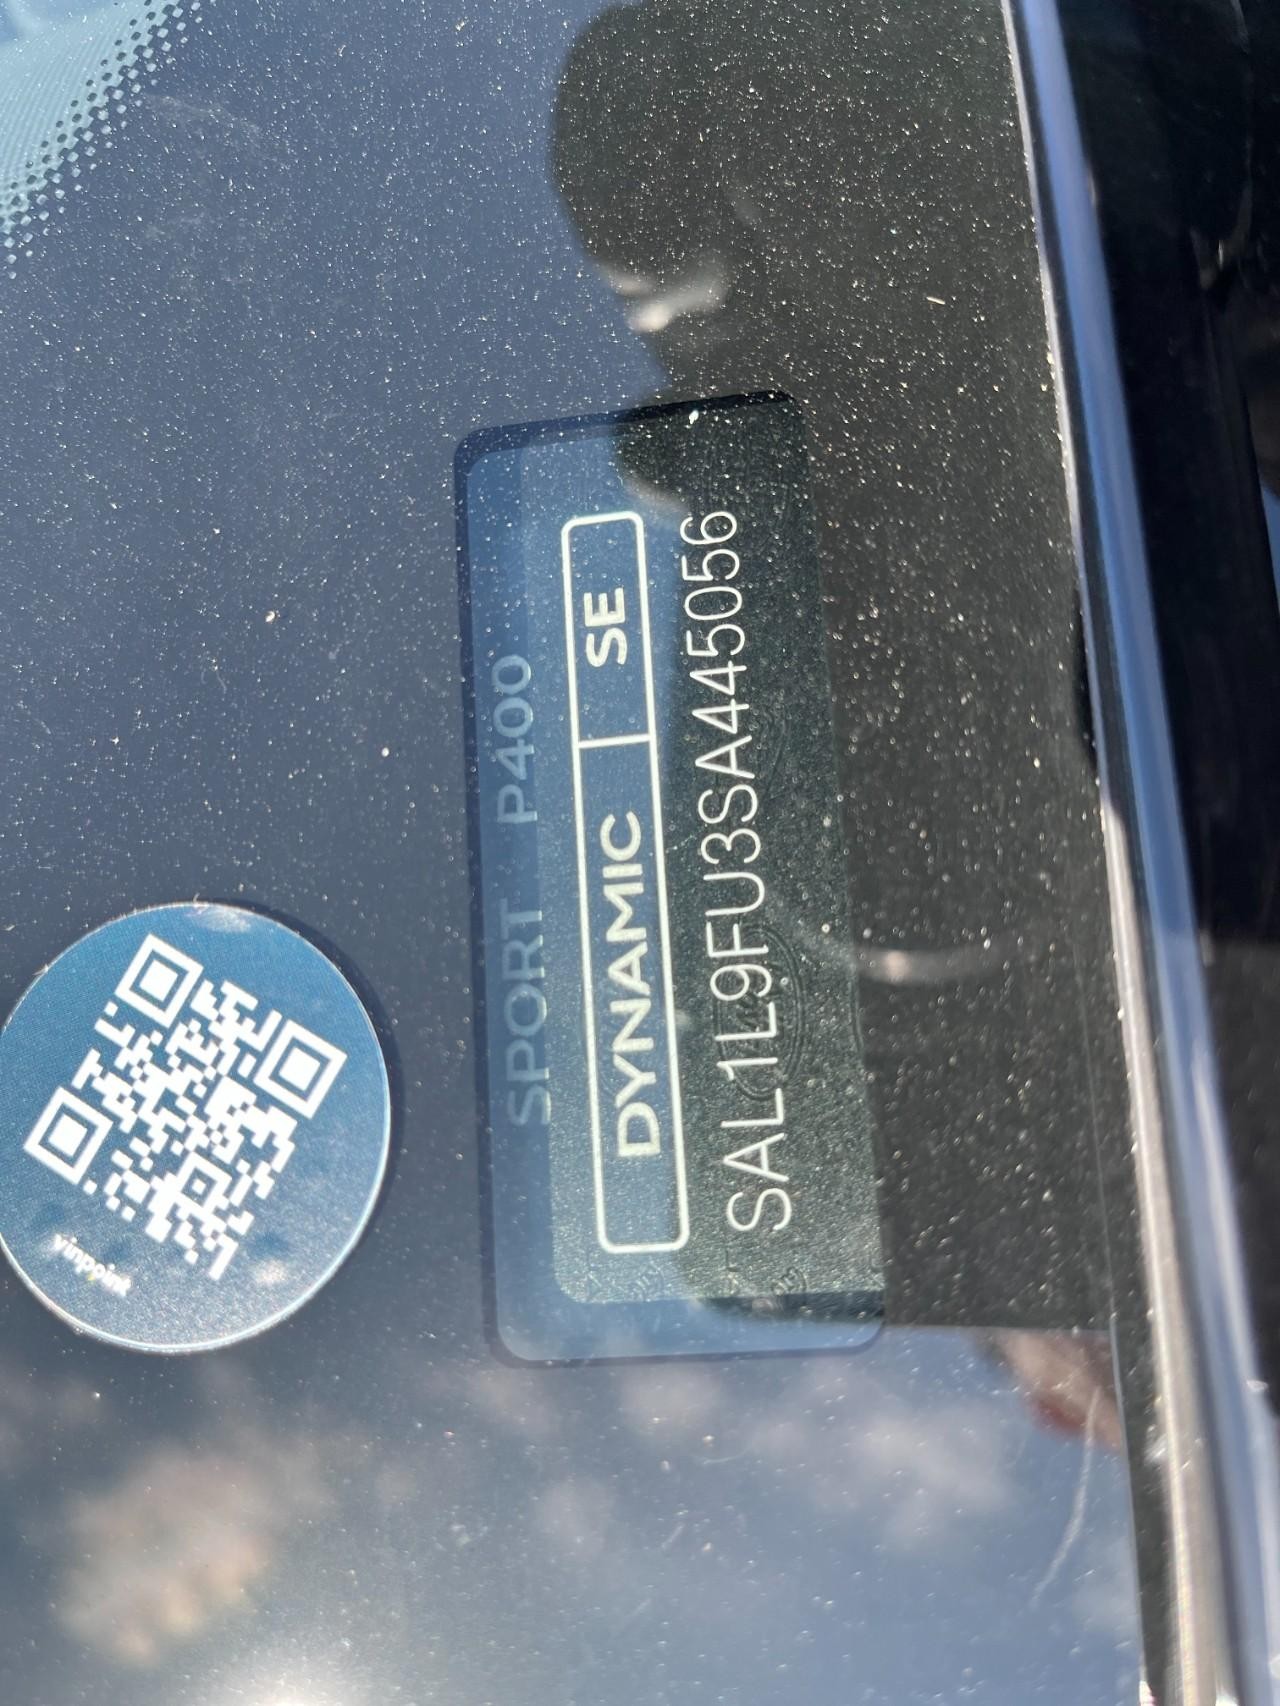 SPORT P400
DYNAMIC SE
SAL1L9FU3SA445056
vinpoint